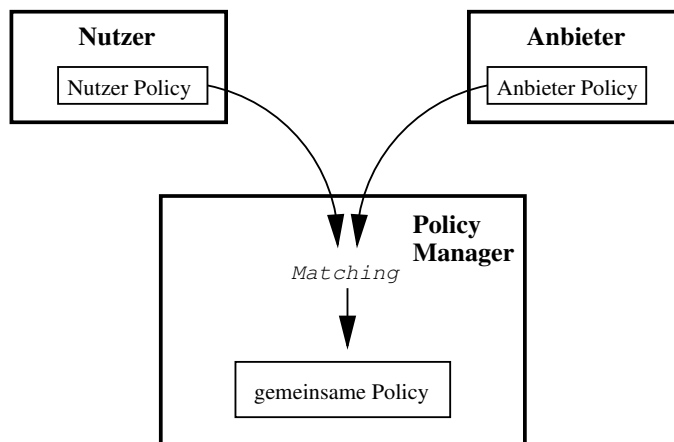 Nutzer
Nutzer Policy
Anbieter
Anbieter Policy
Policy
Manager
Matching
gemeinsame Policy